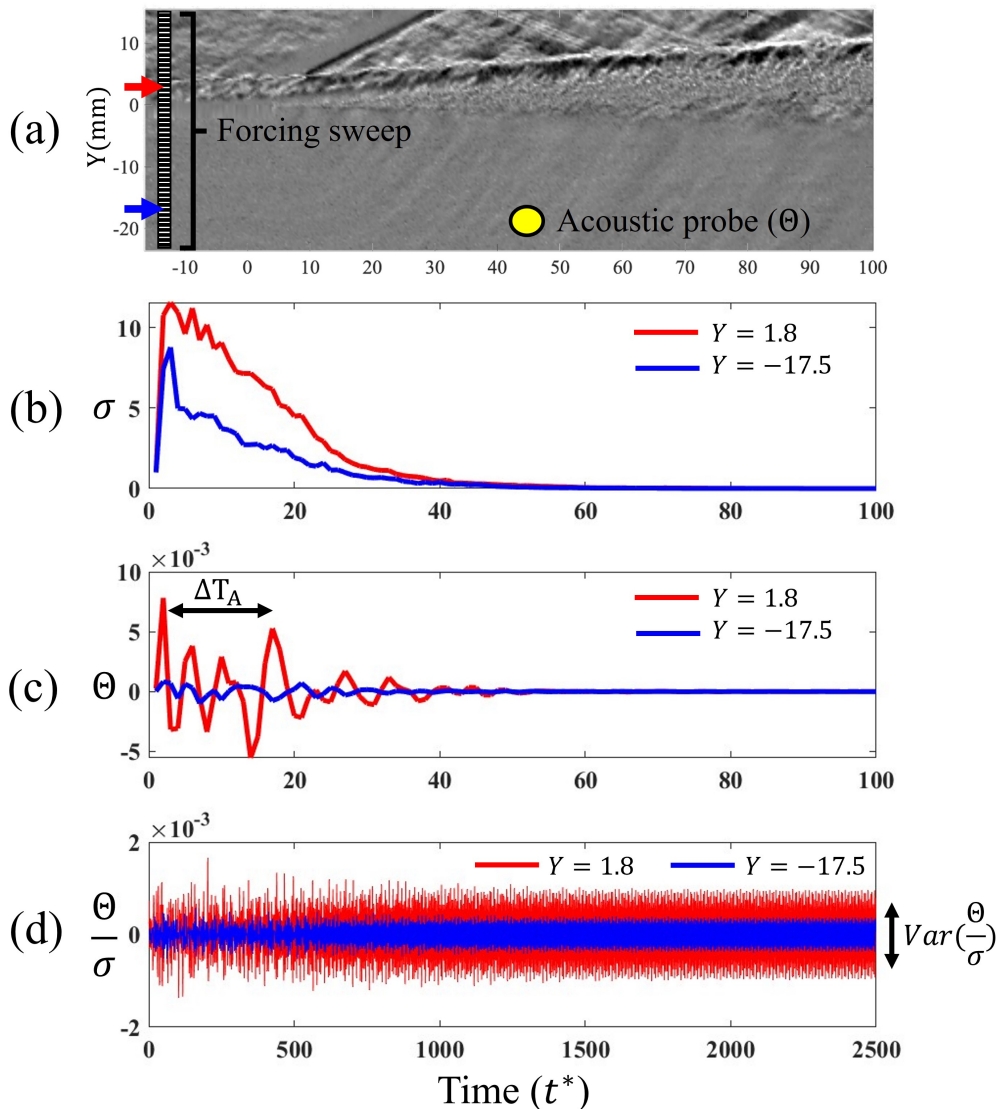 (a)
Y(mm)
10
0
-10
-20
Forcing sweep
Acoustic probe (Θ)
-10 0 10 20 30 40 50 60 70 80 90 100
(b)
σ
10
5
0
Y = 1.8
Y = −17.5
0 20 40 60 80 100
(c)
Θ
×10⁻³
10
5
0
-5
ΔT_A
Y = 1.8
Y = −17.5
0 20 40 60 80 100
(d)
Θ/σ
×10⁻³
2
0
-2
Y = 1.8 Y = −17.5
Var(Θ/σ)
0 500 1000 1500 2000 2500
Time (t*)